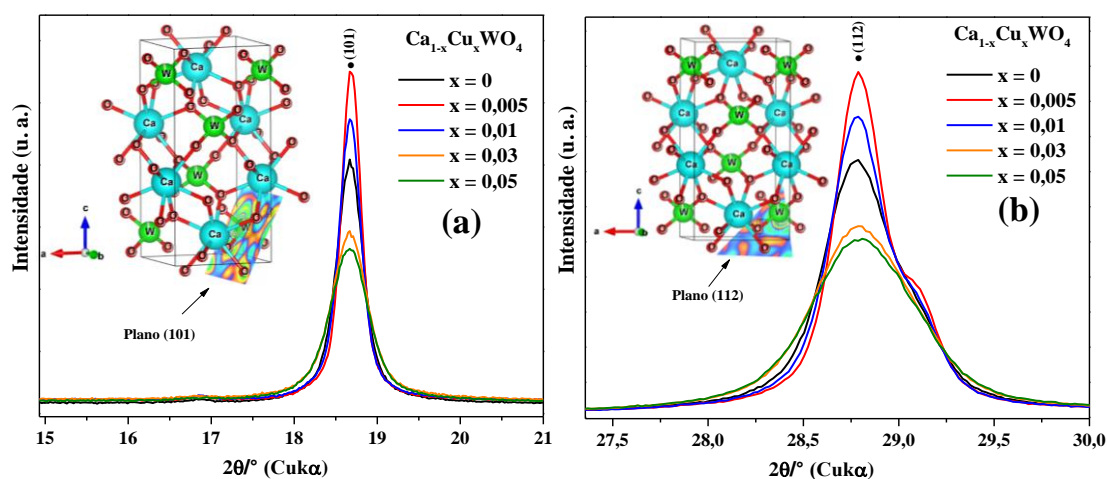 (101)
Ca1-xCuxWO4
x = 0
x = 0,005
x = 0,01
x = 0,03
x = 0,05
(a)
Plano (101)
Intensidade (u. a.)
15 16 17 18 19 20 21
2θ/° (Cukα)
Ca
W
O
c
a
b
(112)
Ca1-xCuxWO4
x = 0
x = 0,005
x = 0,01
x = 0,03
x = 0,05
(b)
Plano (112)
Intensidade (u. a.)
27,5 28,0 28,5 29,0 29,5 30,0
2θ/° (Cukα)
Ca
W
O
c
a
b